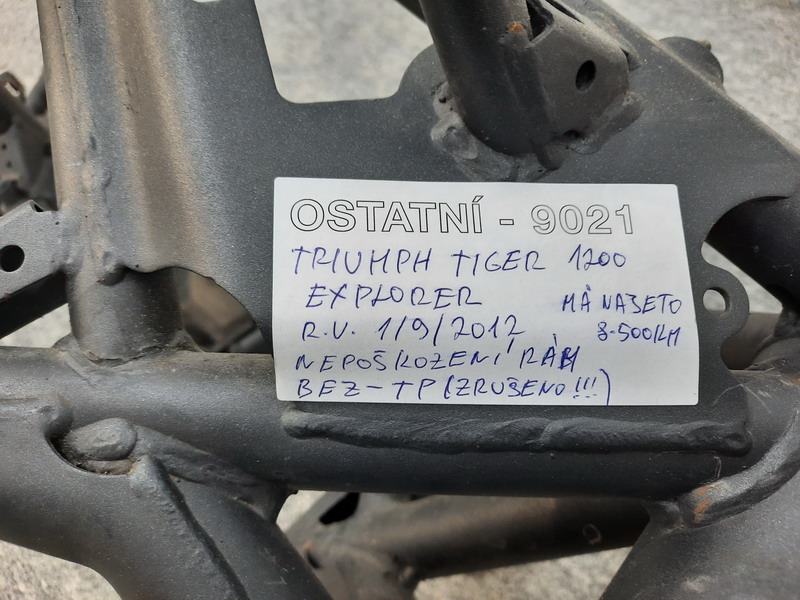 OSTATNÍ - 9021
TRIUMPH TIGER 1200
EXPLORER
MÁ NAJETO
R.V. 1/9/2012
8.500KM
NEPOŠKOZENÍ RÁM
BEZ-TP (ZRUŠENO!!!)